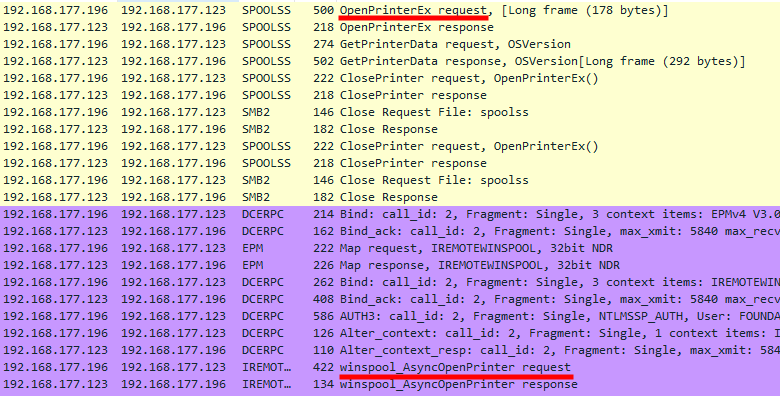 192.168.177.196 192.168.177.123 SPOOLSS 500 OpenPrinterEx request, [Long frame (178 bytes)]
192.168.177.123 192.168.177.196 SPOOLSS 218 OpenPrinterEx response
192.168.177.196 192.168.177.123 SPOOLSS 274 GetPrinterData request, OSVersion
192.168.177.123 192.168.177.196 SPOOLSS 502 GetPrinterData response, OSVersion[Long frame (292 bytes)]
192.168.177.196 192.168.177.123 SPOOLSS 222 ClosePrinter request, OpenPrinterEx()
192.168.177.123 192.168.177.196 SPOOLSS 218 ClosePrinter response
192.168.177.196 192.168.177.123 SMB2 146 Close Request File: spoolss
192.168.177.123 192.168.177.196 SMB2 182 Close Response
192.168.177.196 192.168.177.123 SPOOLSS 222 ClosePrinter request, OpenPrinterEx()
192.168.177.123 192.168.177.196 SPOOLSS 218 ClosePrinter response
192.168.177.196 192.168.177.123 SMB2 146 Close Request File: spoolss
192.168.177.123 192.168.177.196 SMB2 182 Close Response
192.168.177.196 192.168.177.123 DCERPC 214 Bind: call_id: 2, Fragment: Single, 3 context items: EPMv4 V3.0
192.168.177.123 192.168.177.196 DCERPC 162 Bind_ack: call_id: 2, Fragment: Single, max_xmit: 5840 max_recv
192.168.177.196 192.168.177.123 EPM 222 Map request, IREMOTEWINSPOOL, 32bit NDR
192.168.177.123 192.168.177.196 EPM 226 Map response, IREMOTEWINSPOOL, 32bit NDR
192.168.177.196 192.168.177.123 DCERPC 262 Bind: call_id: 2, Fragment: Single, 3 context items: IREMOTEWIN
192.168.177.123 192.168.177.196 DCERPC 408 Bind_ack: call_id: 2, Fragment: Single, max_xmit: 5840 max_recv
192.168.177.196 192.168.177.123 DCERPC 586 AUTH3: call_id: 2, Fragment: Single, NTLMSSP_AUTH, User: FOUNDA
192.168.177.196 192.168.177.123 DCERPC 126 Alter_context: call_id: 2, Fragment: Single, 1 context items: I
192.168.177.123 192.168.177.196 DCERPC 110 Alter_context_resp: call_id: 2, Fragment: Single, max_xmit: 584
192.168.177.196 192.168.177.123 IREMOT… 422 winspool_AsyncOpenPrinter request
192.168.177.123 192.168.177.196 IREMOT… 134 winspool_AsyncOpenPrinter response